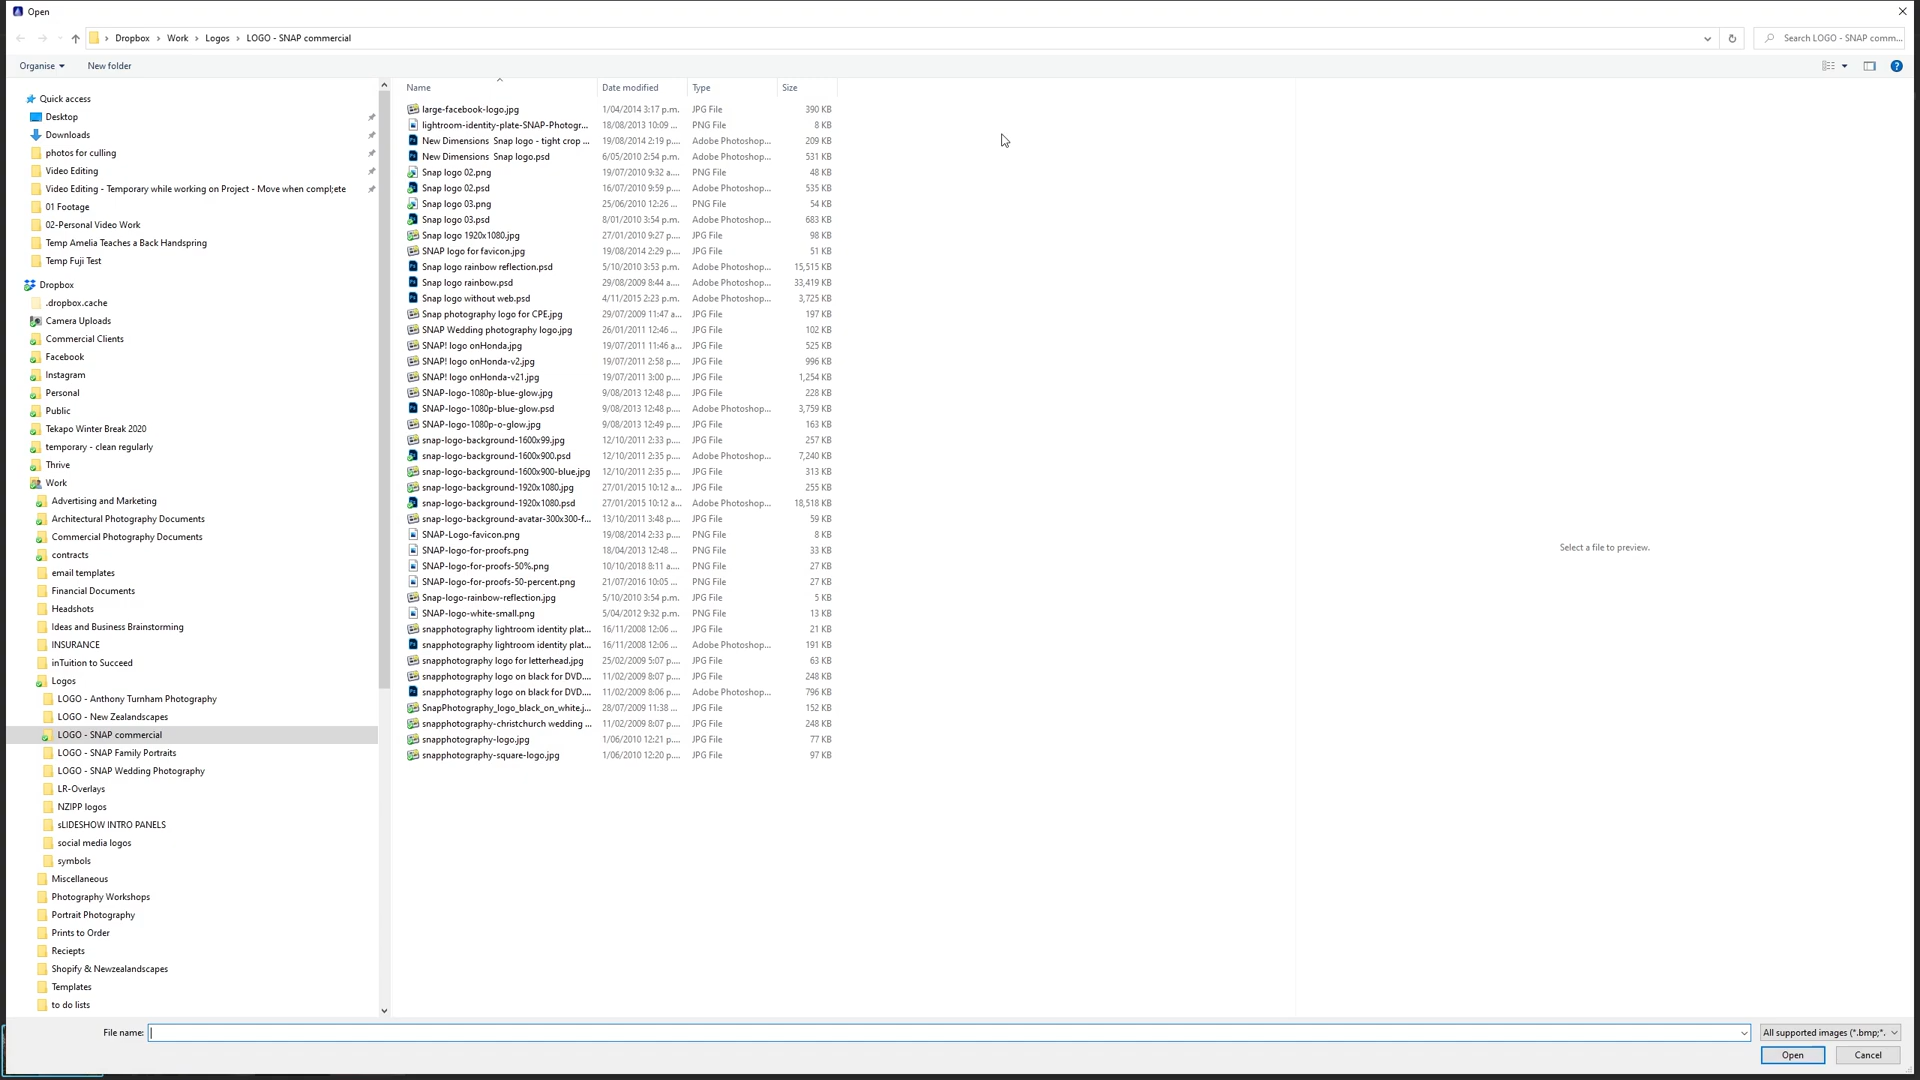 Open
Dropbox › Work › Logos › LOGO - SNAP commercial
Search LOGO - SNAP comm...
Organise
New folder
Quick access
Desktop
Downloads
photos for culling
Video Editing
Video Editing - Temporary while working on Project - Move when compl;ete
01 Footage
02-Personal Video Work
Temp Amelia Teaches a Back Handspring
Temp Fuji Test
Dropbox
.dropbox.cache
Camera Uploads
Commercial Clients
Facebook
Instagram
Personal
Public
Tekapo Winter Break 2020
temporary - clean regularly
Thrive
Work
Advertising and Marketing
Architectural Photography Documents
Commercial Photography Documents
contracts
email templates
Financial Documents
Headshots
Ideas and Business Brainstorming
INSURANCE
inTuition to Succeed
Logos
LOGO - Anthony Turnham Photography
LOGO - New Zealandscapes
LOGO - SNAP commercial
LOGO - SNAP Family Portraits
LOGO - SNAP Wedding Photography
LR-Overlays
NZIPP logos
sLIDESHOW INTRO PANELS
social media logos
symbols
Miscellaneous
Photography Workshops
Portrait Photography
Prints to Order
Reciepts
Shopify & Newzealandscapes
Templates
to do lists
Name Date modified Type Size
large-facebook-logo.jpg 1/04/2014 3:17 p.m. JPG File 390 KB
lightroom-identity-plate-SNAP-Photogr... 18/08/2013 10:09 ... PNG File 8 KB
New Dimensions Snap logo - tight crop ... 19/08/2014 2:19 p... Adobe Photoshop... 209 KB
New Dimensions Snap logo.psd 6/05/2010 2:54 p.m. Adobe Photoshop... 531 KB
Snap logo 02.png 19/07/2010 9:32 a... PNG File 48 KB
Snap logo 02.psd 16/07/2010 9:59 p... Adobe Photoshop... 535 KB
Snap logo 03.png 25/06/2010 12:26 ... PNG File 54 KB
Snap logo 03.psd 8/01/2010 3:54 p.m. Adobe Photoshop... 683 KB
Snap logo 1920x1080.jpg 27/01/2010 9:27 p... JPG File 98 KB
SNAP logo for favicon.jpg 19/08/2014 2:29 p... JPG File 51 KB
Snap logo rainbow reflection.psd 5/10/2010 3:53 p.m. Adobe Photoshop... 15,515 KB
Snap logo rainbow.psd 29/08/2009 8:44 a... Adobe Photoshop... 33,419 KB
Snap logo without web.psd 4/11/2015 2:23 p.m. Adobe Photoshop... 3,725 KB
Snap photography logo for CPE.jpg 29/07/2009 11:47 a... JPG File 197 KB
SNAP Wedding photography logo.jpg 26/01/2011 12:46 ... JPG File 102 KB
SNAP! logo onHonda.jpg 19/07/2011 11:46 a... JPG File 525 KB
SNAP! logo onHonda-v2.jpg 19/07/2011 2:58 p... JPG File 996 KB
SNAP! logo onHonda-v21.jpg 19/07/2011 3:00 p... JPG File 1,254 KB
SNAP-logo-1080p-blue-glow.jpg 9/08/2013 12:48 p... JPG File 228 KB
SNAP-logo-1080p-blue-glow.psd 9/08/2013 12:48 p... Adobe Photoshop... 3,759 KB
SNAP-logo-1080p-o-glow.jpg 9/08/2013 12:49 p... JPG File 163 KB
snap-logo-background-1600x99.jpg 12/10/2011 2:33 p... JPG File 257 KB
snap-logo-background-1600x900.psd 12/10/2011 2:35 p... Adobe Photoshop... 7,240 KB
snap-logo-background-1600x900-blue.jpg 12/10/2011 2:35 p... JPG File 313 KB
snap-logo-background-1920x1080.jpg 27/01/2015 10:12 a... JPG File 255 KB
snap-logo-background-1920x1080.psd 27/01/2015 10:12 a... Adobe Photoshop... 18,518 KB
snap-logo-background-avatar-300x300-f... 13/10/2011 3:48 p... JPG File 59 KB
SNAP-Logo-favicon.png 19/08/2014 2:33 p... PNG File 8 KB
SNAP-logo-for-proofs.png 18/04/2013 12:48 ... PNG File 33 KB
SNAP-logo-for-proofs-50%.png 10/10/2018 8:11 a... PNG File 27 KB
SNAP-logo-for-proofs-50-percent.png 21/07/2016 10:05 ... PNG File 27 KB
Snap-logo-rainbow-reflection.jpg 5/10/2010 3:54 p.m. JPG File 5 KB
SNAP-logo-white-small.png 5/04/2012 9:32 p.m. PNG File 13 KB
snapphotography lightroom identity plat... 16/11/2008 12:06 ... JPG File 21 KB
snapphotography lightroom identity plat... 16/11/2008 12:06 ... Adobe Photoshop... 191 KB
snapphotography logo for letterhead.jpg 25/02/2009 5:07 p... JPG File 63 KB
snapphotography logo on black for DVD.... 11/02/2009 8:07 p... JPG File 248 KB
snapphotography logo on black for DVD.... 11/02/2009 8:06 p... Adobe Photoshop... 796 KB
SnapPhotography_logo_black_on_white.j... 28/07/2009 11:38 ... JPG File 152 KB
snapphotography-christchurch wedding ... 11/02/2009 8:07 p... JPG File 248 KB
snapphotography-logo.jpg 1/06/2010 12:21 p... JPG File 77 KB
snapphotography-square-logo.jpg 1/06/2010 12:20 p... JPG File 97 KB
Select a file to preview.
File name:
All supported images (*.bmp;*.
Open
Cancel